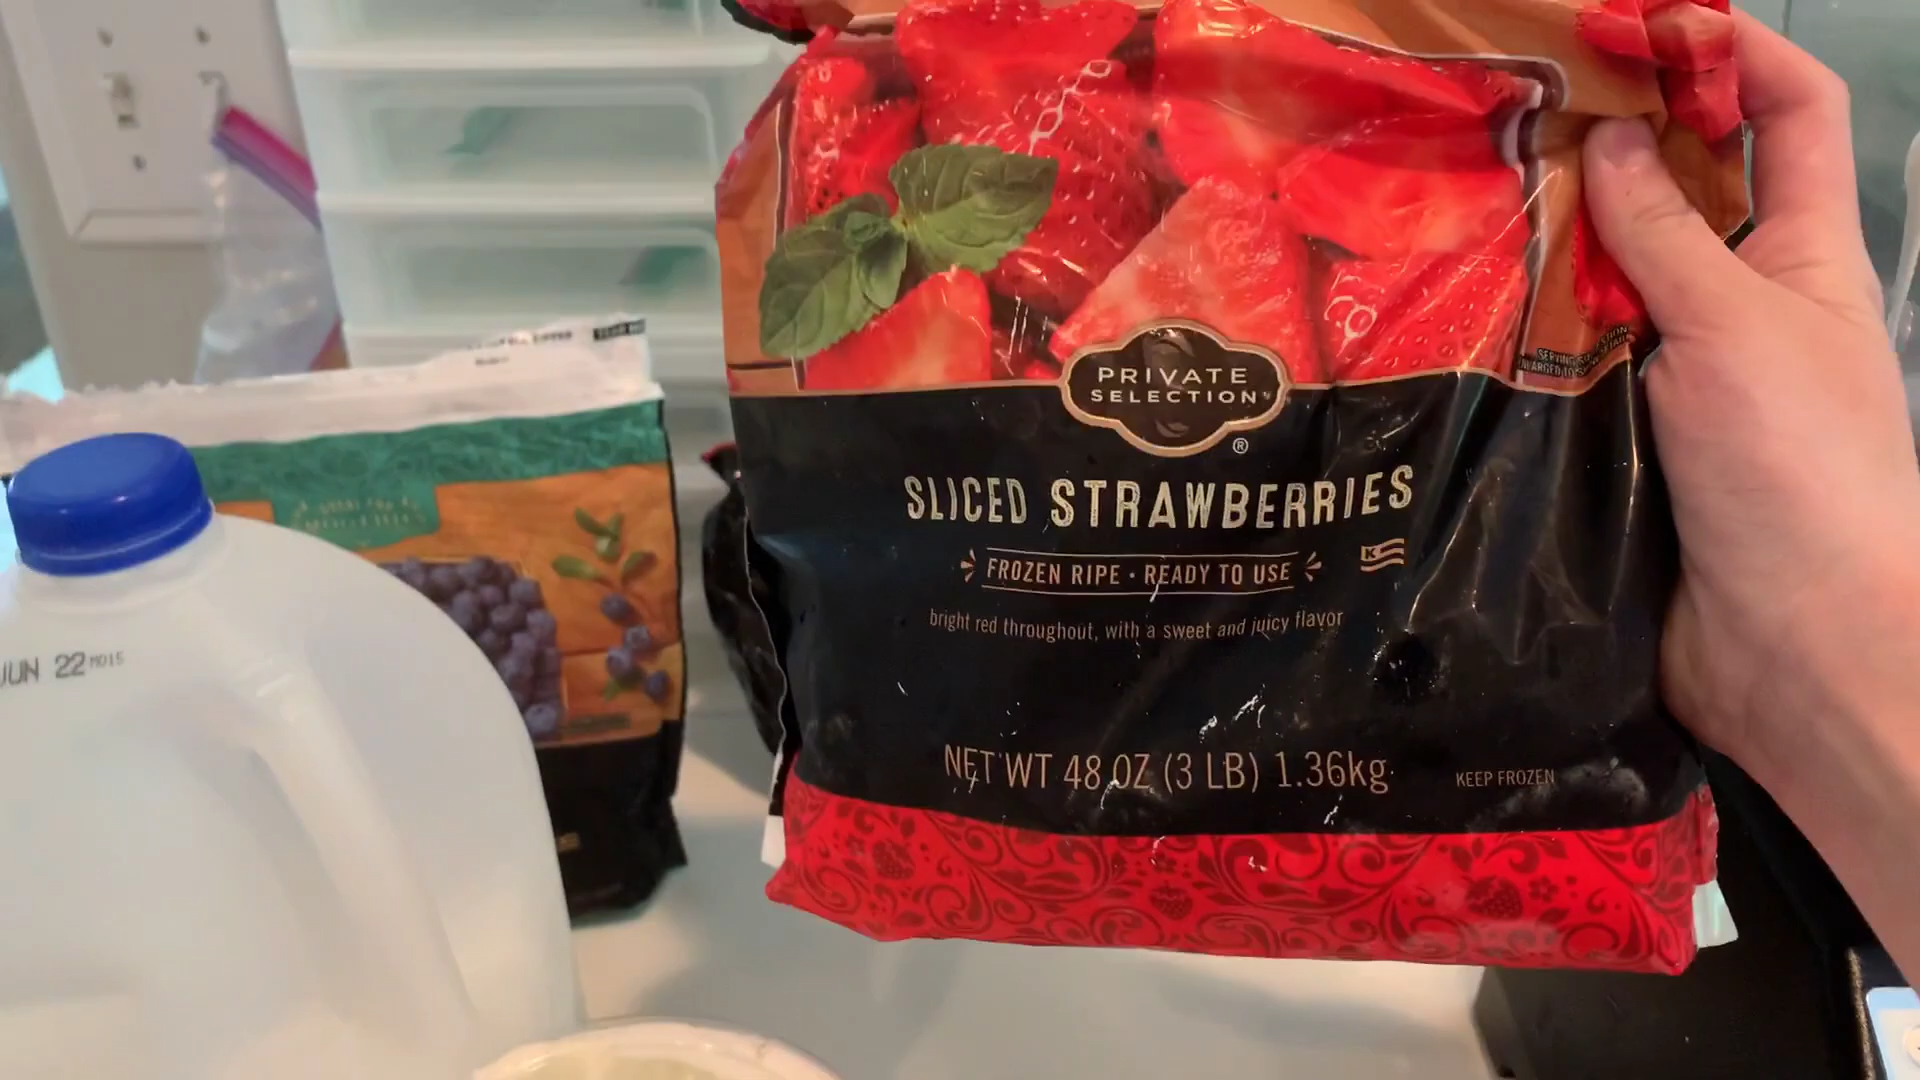 PRIVATE
SELECTION
®
SLICED STRAWBERRIES
FROZEN RIPE • READY TO USE
K
bright red throughout, with a sweet and juicy flavor
NET WT 48 OZ (3 LB) 1.36kg
KEEP FROZEN
JUN 22 MD15